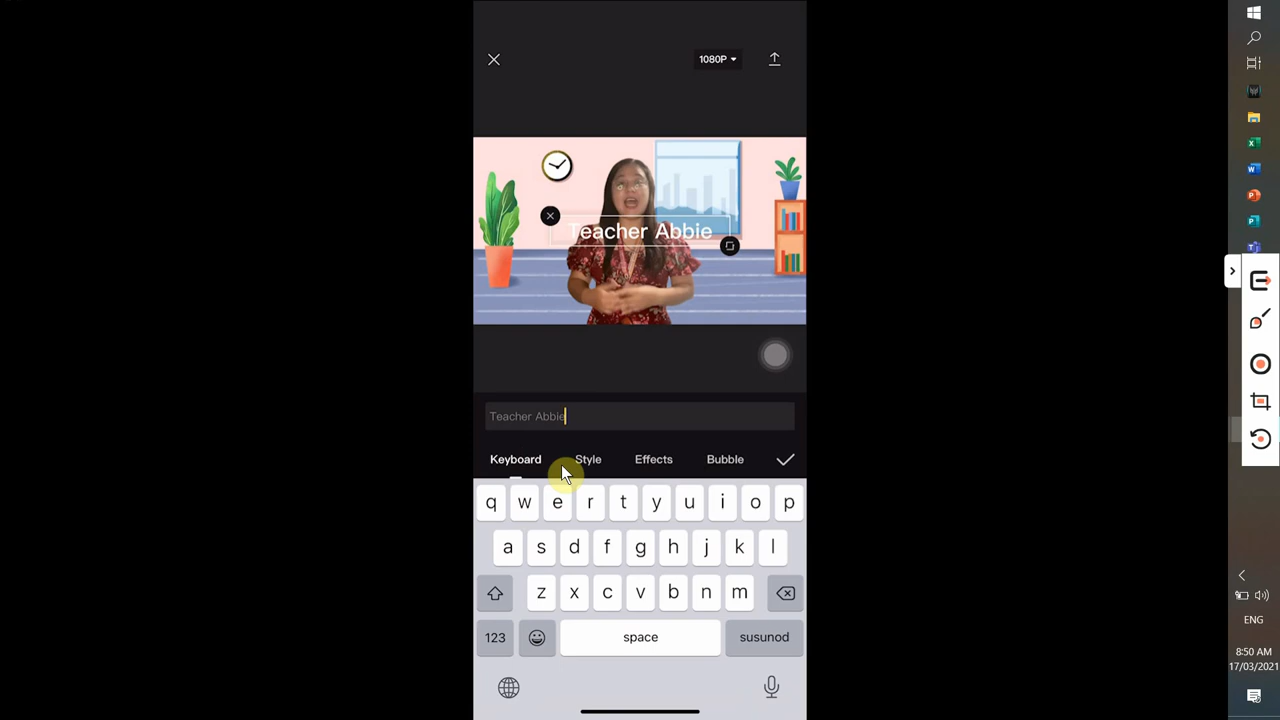 1080P
Teacher Abbie
Teacher Abbie
Keyboard Style Effects Bubble
q w e r t y u i o p
a s d f g h j k l
z x c v b n m
123 space susunod
ENG
8:50 AM
17/03/2021